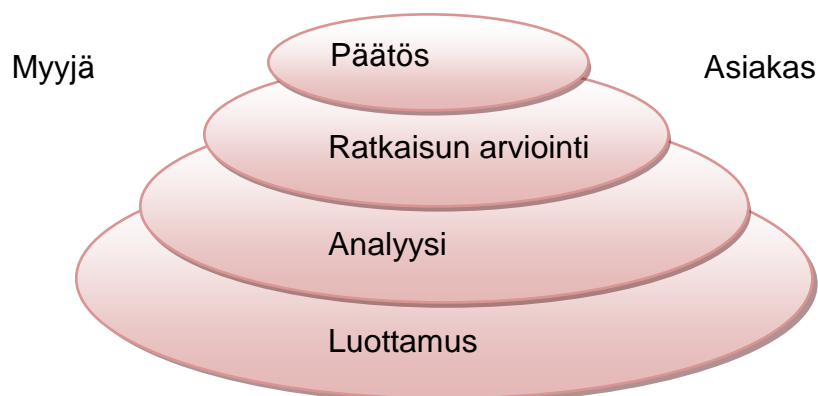 Päätös
Myyjä
Asiakas
Ratkaisun arviointi
Analyysi
Luottamus